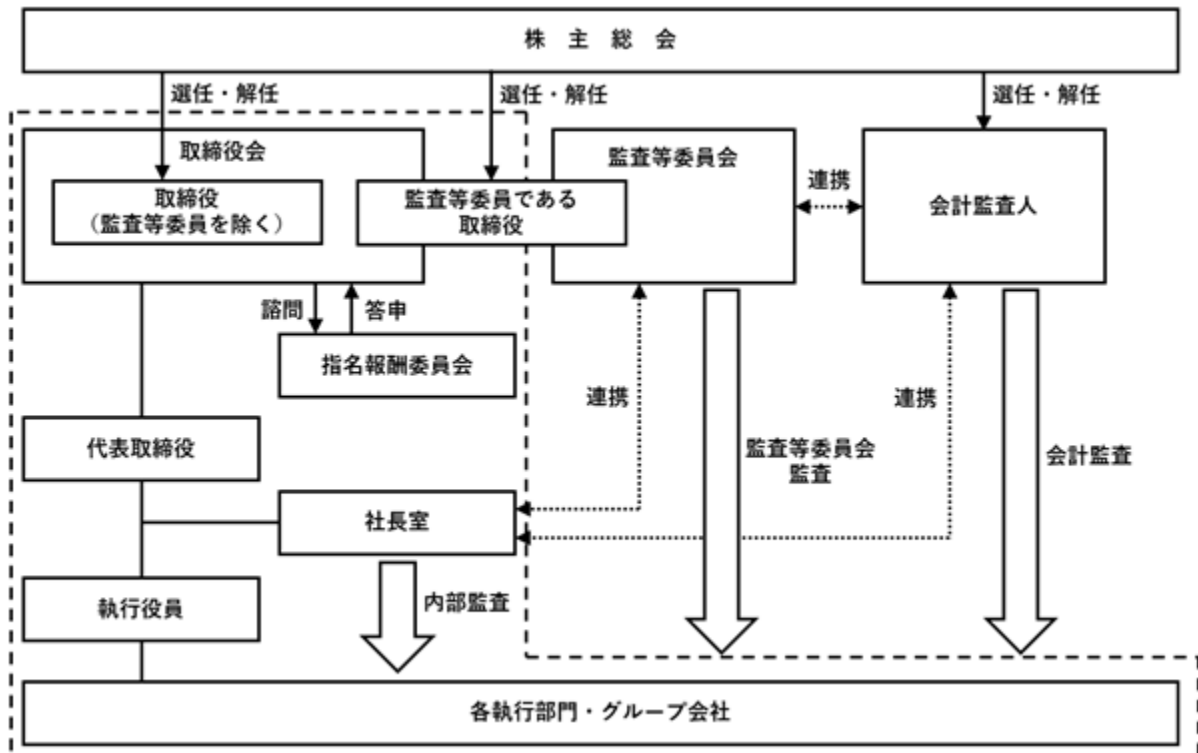 株主総会
選任・解任
選任・解任
選任・解任
取締役会
取締役
（監査等委員を除く）
監査等委員である
取締役
監査等委員会
連携
会計監査人
諮問
答申
指名報酬委員会
連携
連携
代表取締役
監査等委員会
監査
会計監査
社長室
執行役員
内部監査
各執行部門・グループ会社